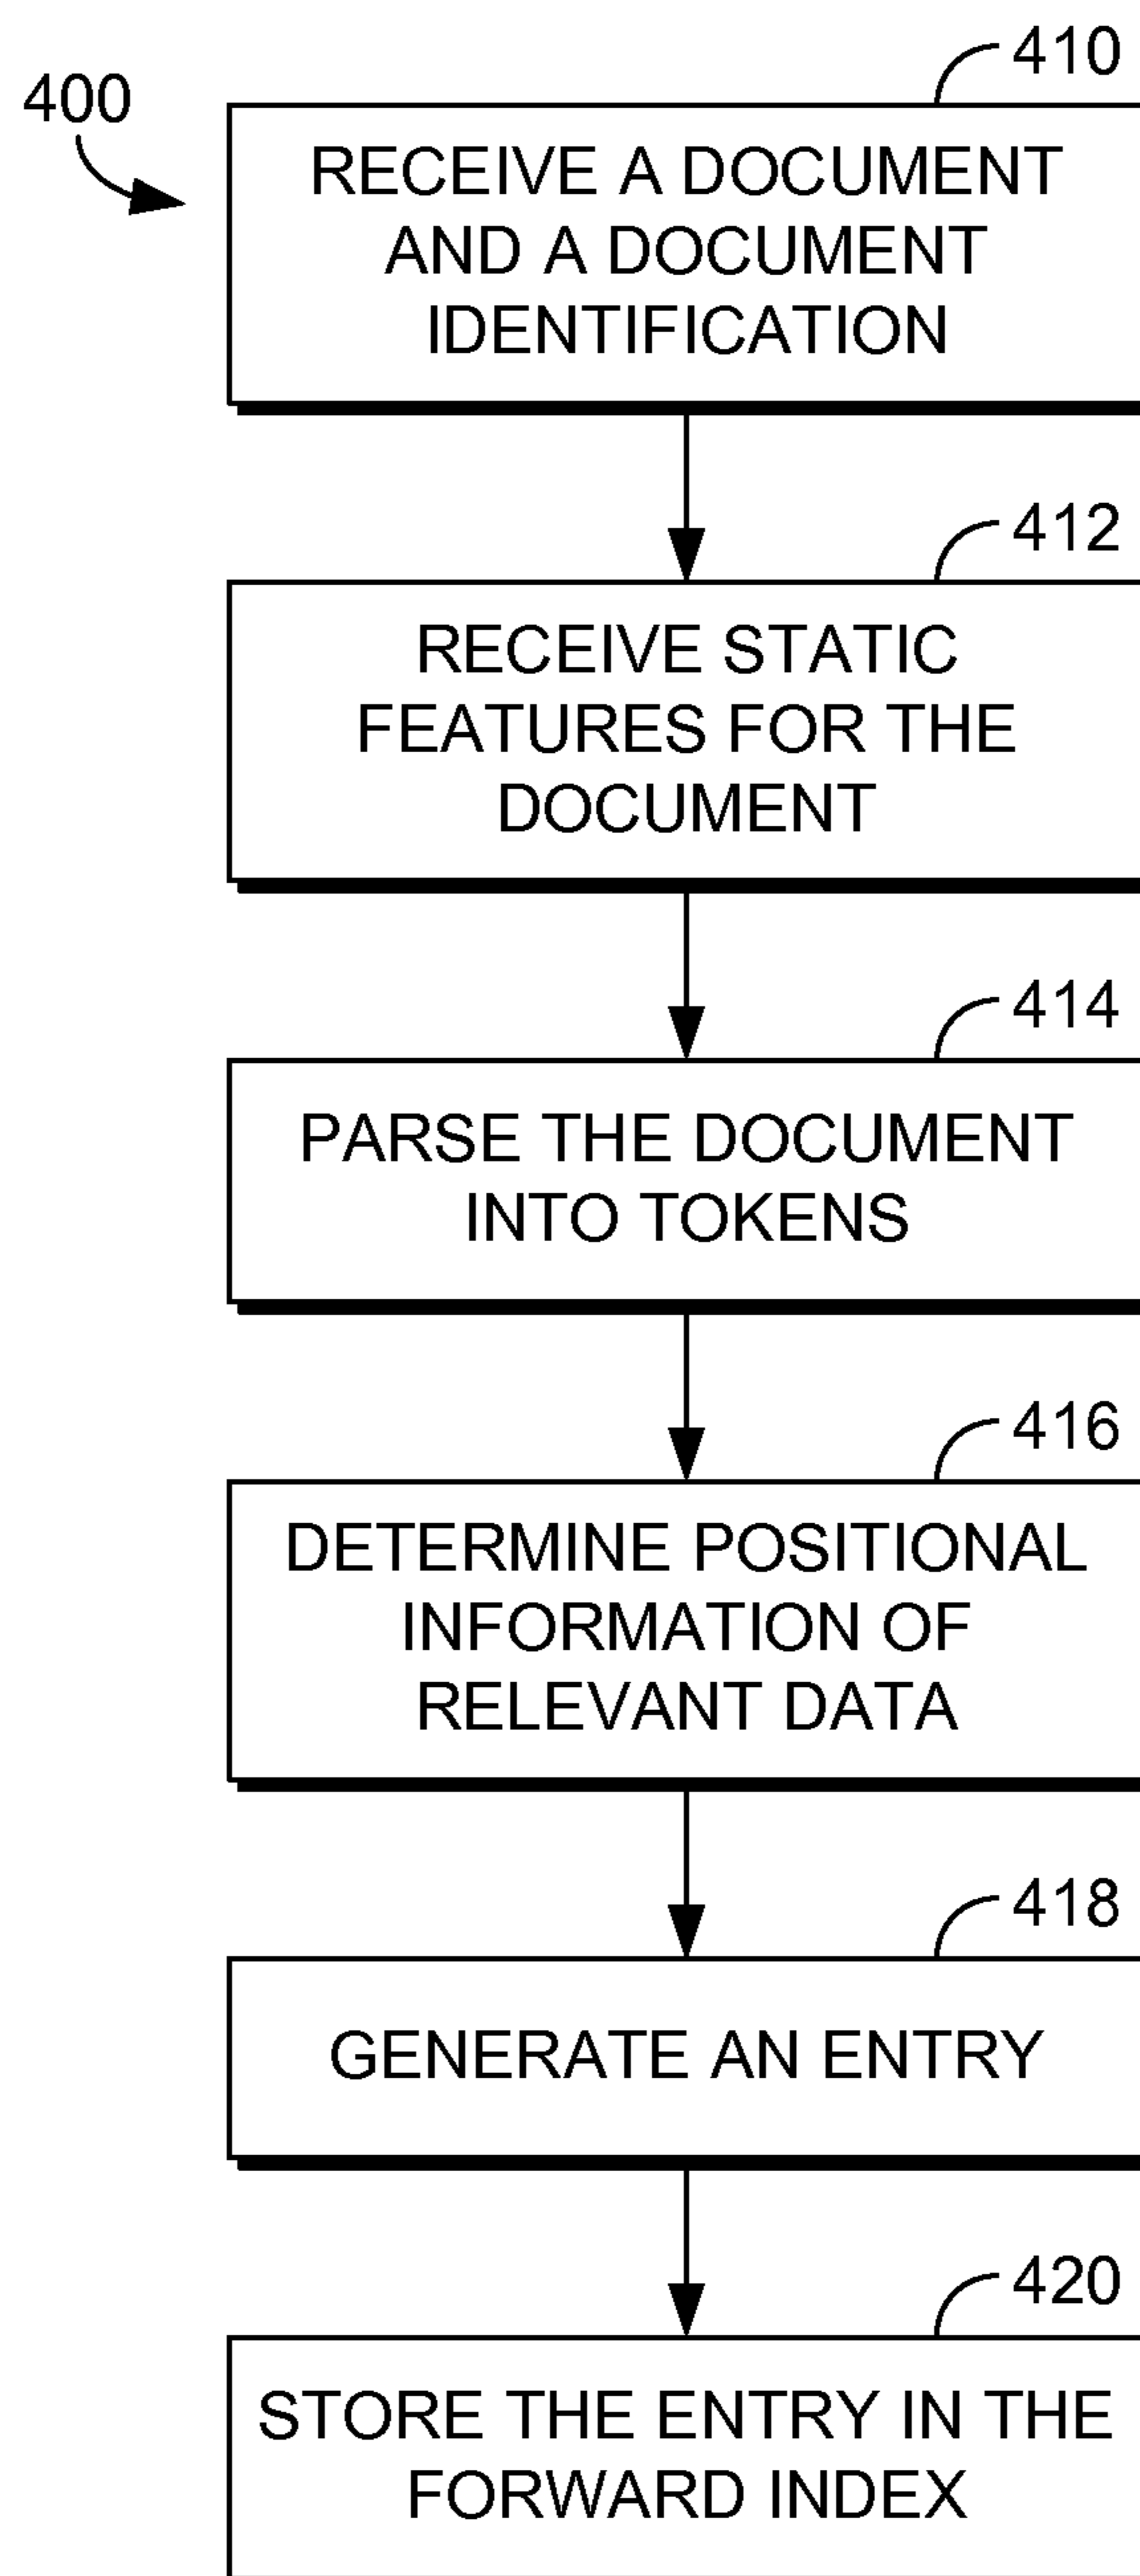 410
400
RECEIVE A DOCUMENT
AND A DOCUMENT
IDENTIFICATION
412
RECEIVE STATIC
FEATURES FOR THE
DOCUMENT
414
PARSE THE DOCUMENT
INTO TOKENS
416
DETERMINE POSITIONAL
INFORMATION OF
RELEVANT DATA
418
GENERATE AN ENTRY
420
STORE THE ENTRY IN THE
FORWARD INDEX